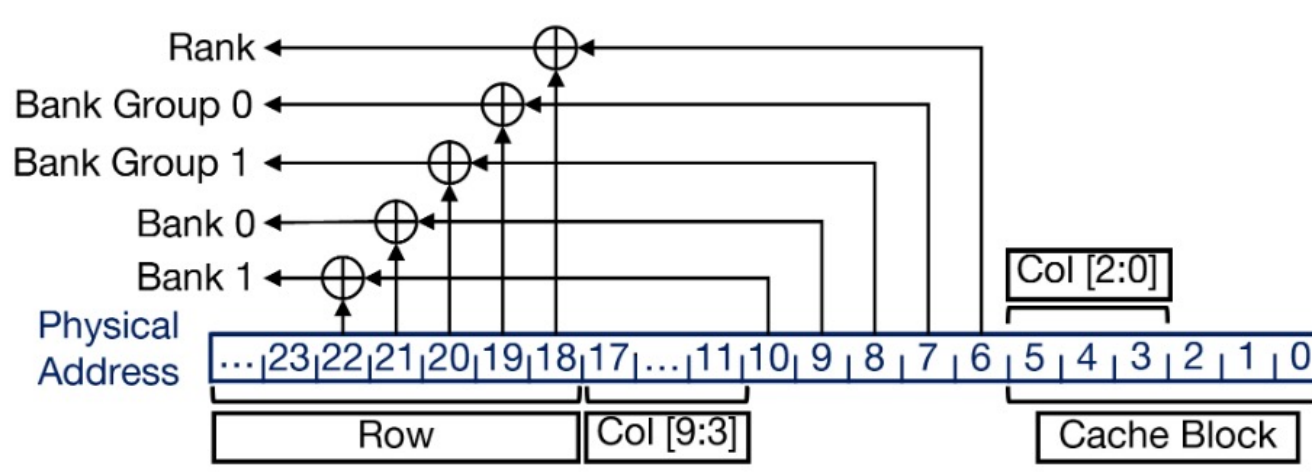 Rank
Bank Group 0
Bank Group 1
Bank 0
Bank 1
Col [2:0]
Physical
Address
... 23 22 21 20 19 18 17 ... 11 10 9 8 7 6 5 4 3 2 1 0
Row
Col [9:3]
Cache Block